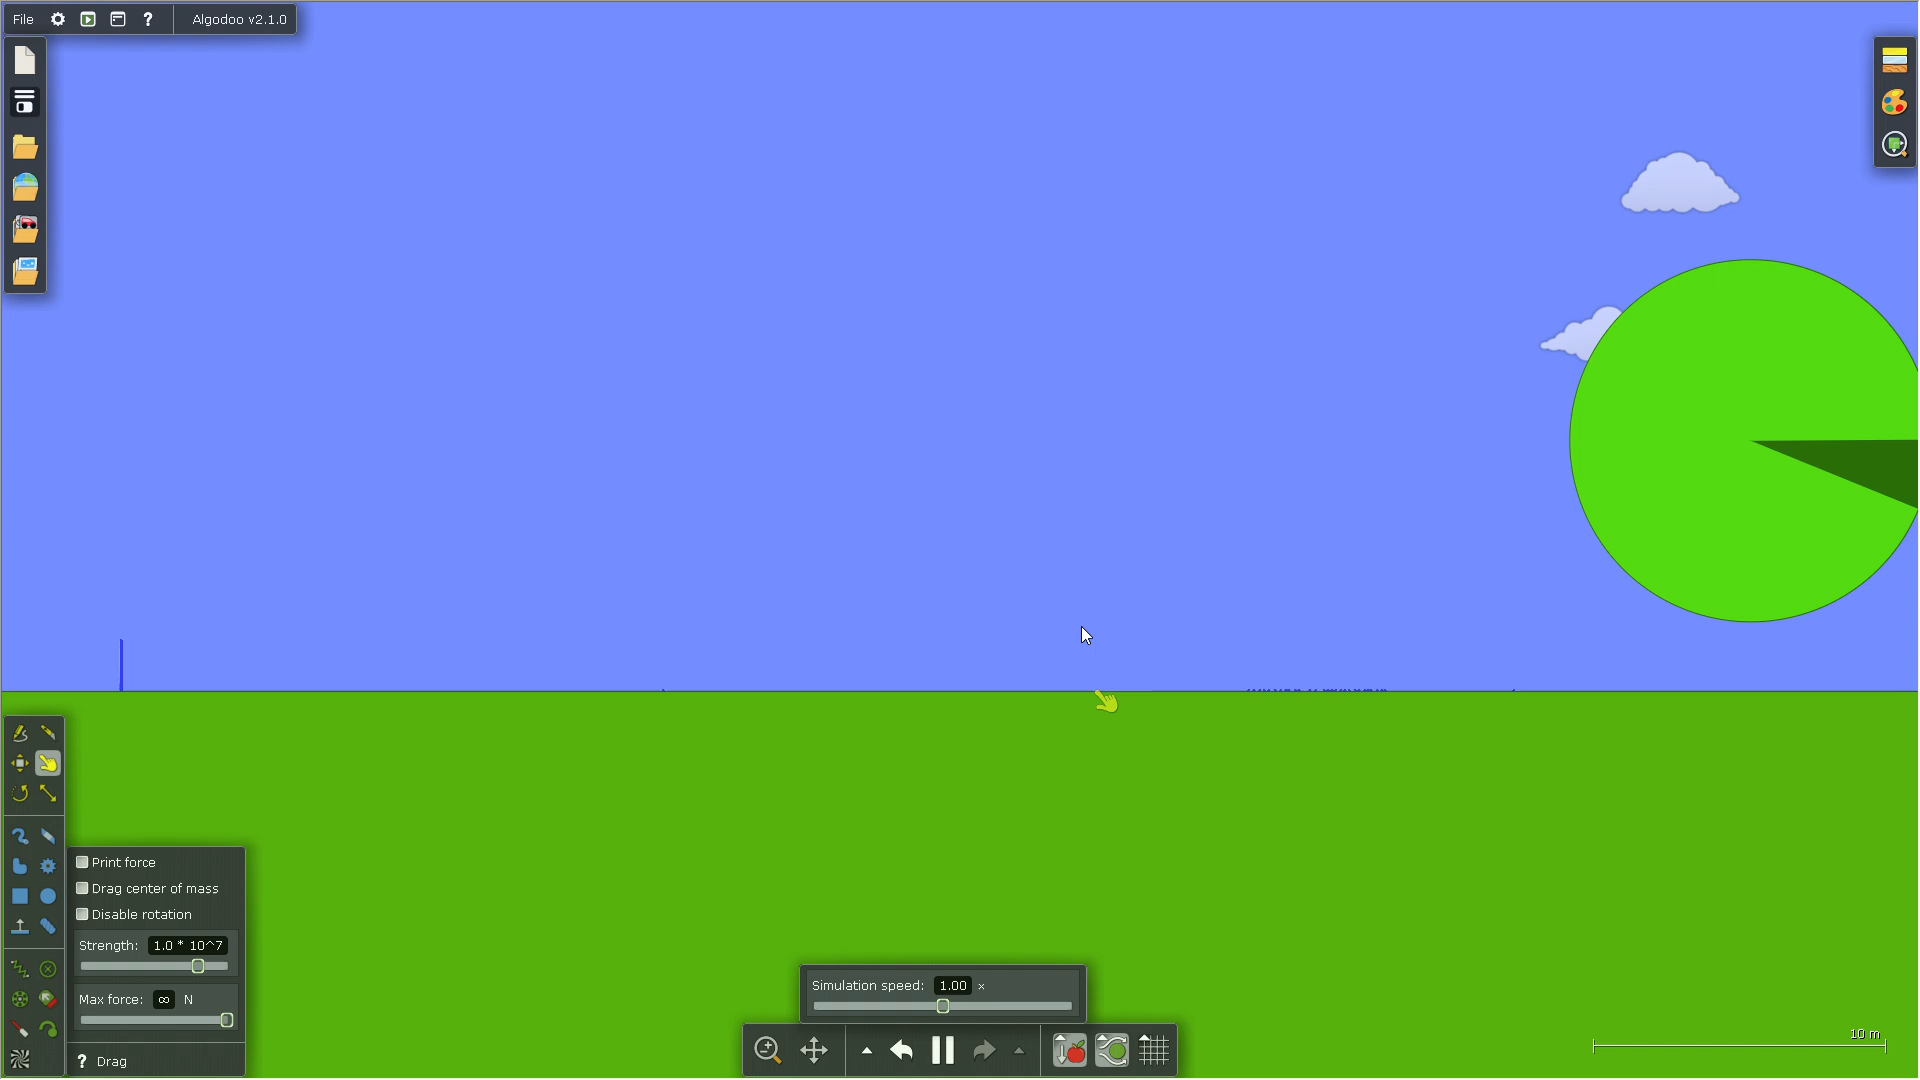 File ? Algodoo v2.1.0
Print force
Drag center of mass
Disable rotation
Strength: 1.0 * 10^7
Max force: ∞ N
? Drag
Simulation speed: 1.00 x
10 m